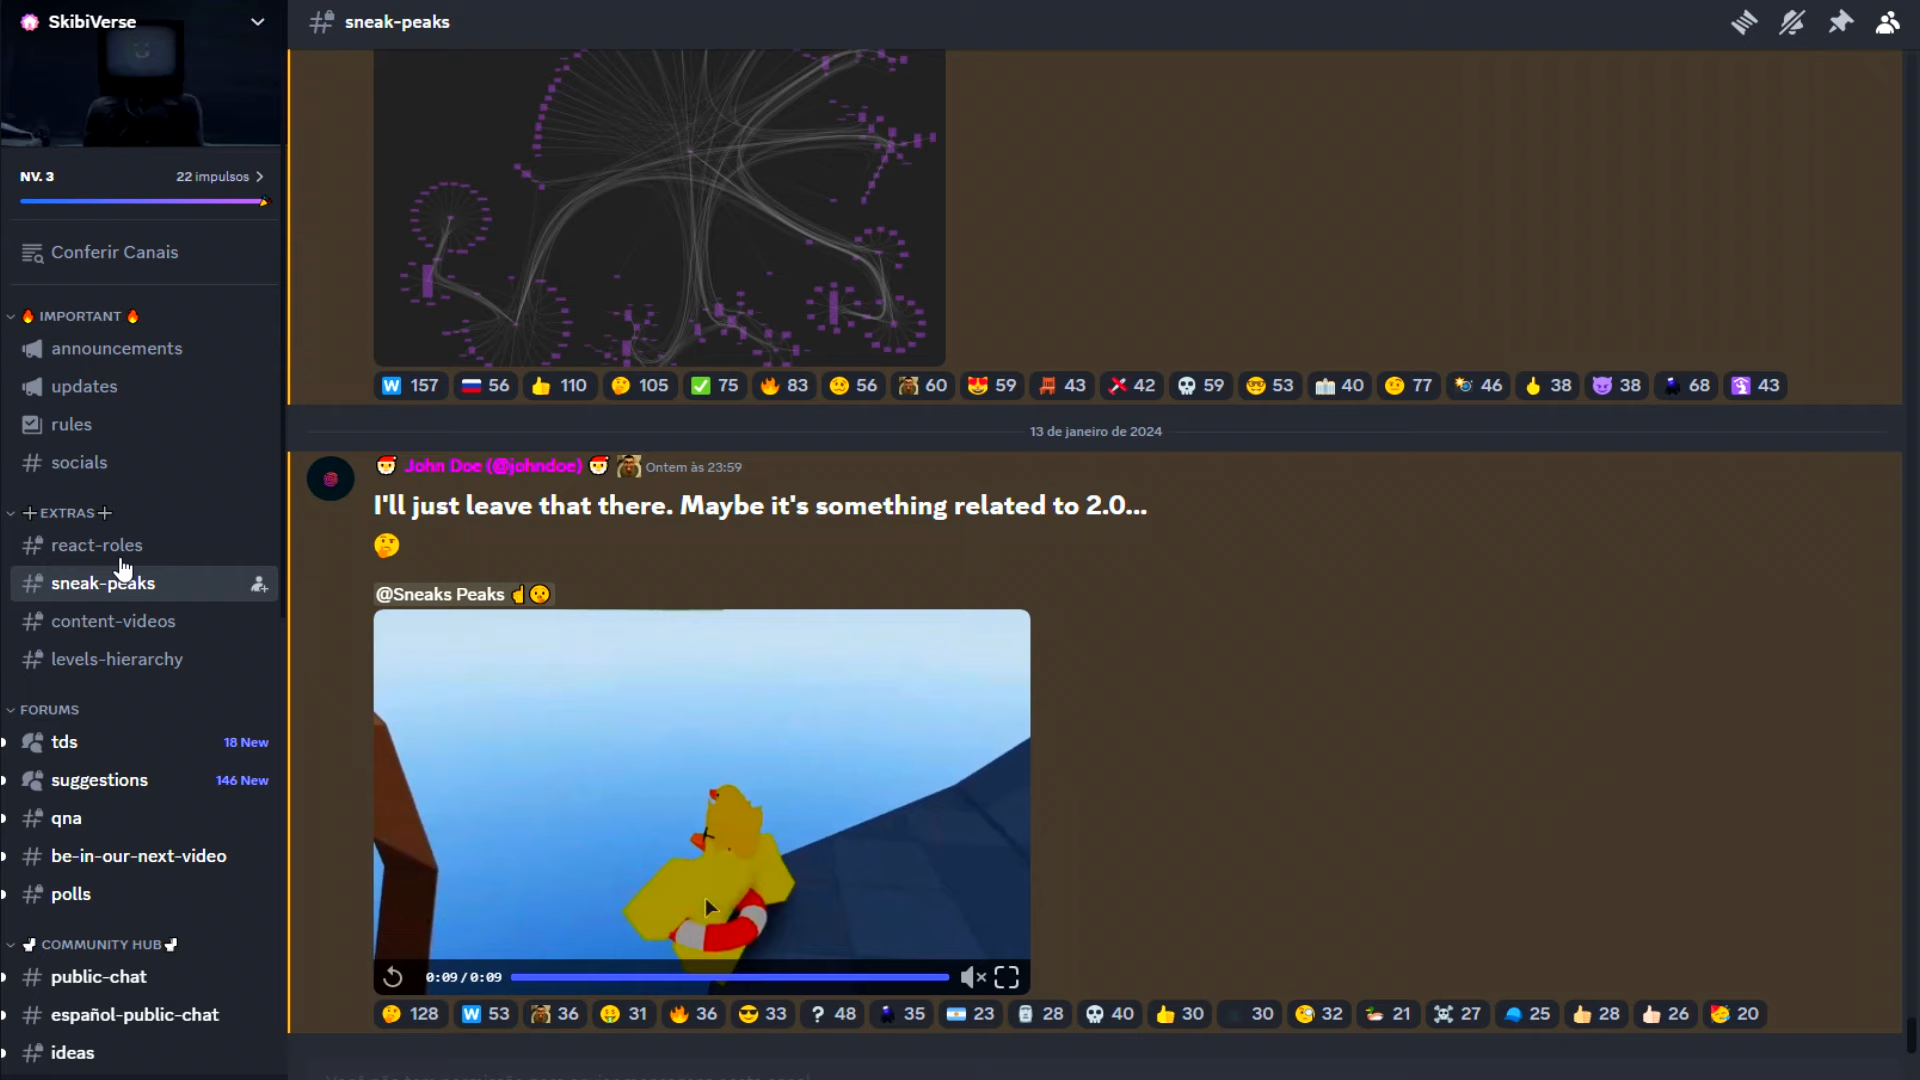 SkibiVerse
sneak-peaks
NV. 3
22 impulsos
Conferir Canais
IMPORTANT
announcements
updates
rules
socials
EXTRAS
react-roles
sneak-peaks
content-videos
levels-hierarchy
FORUMS
tds
18 New
suggestions
146 New
qna
be-in-our-next-video
polls
COMMUNITY HUB
public-chat
español-public-chat
ideas
W 157 56 110 105 75 83 56 60 59 43 42 59 53 40 77 46 38 38 68 43
13 de janeiro de 2024
John Doe (@johndoe) Ontem às 23:59
I'll just leave that there. Maybe it's something related to 2.0...
@Sneaks Peaks
0:09/0:09
128 W 53 36 31 36 33 ? 48 35 23 28 40 30 30 32 21 27 25 28 26 20